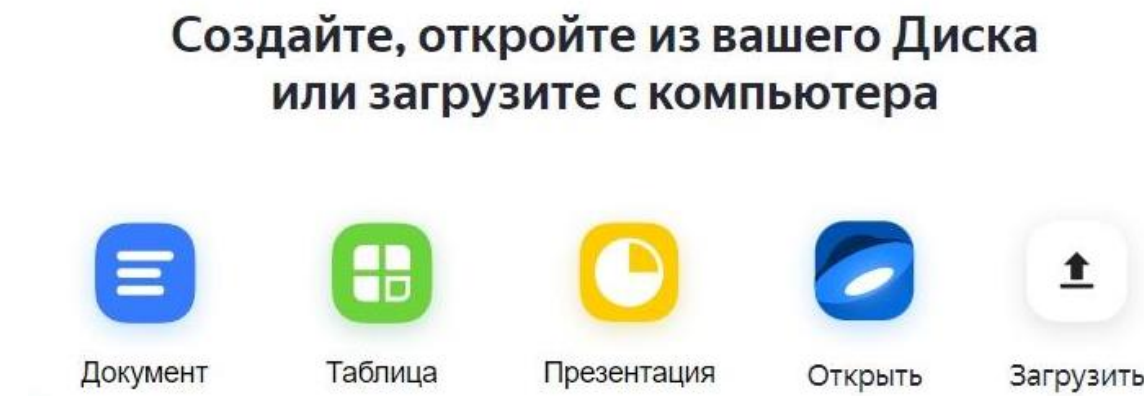 Создайте, откройте из вашего Диска
или загрузите с компьютера
Документ
Таблица
Презентация
Открыть
Загрузить